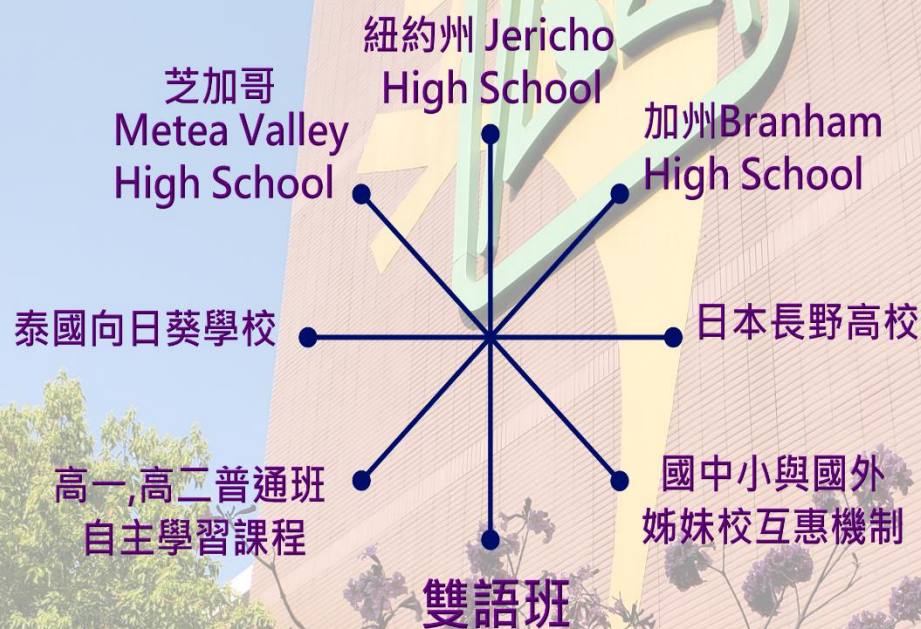 紐約州 Jericho
High School
芝加哥
Metea Valley
High School
加州Branham
High School
泰國向日葵學校
日本長野高校
高一,高二普通班
自主學習課程
國中小與國外
姊妹校互惠機制
雙語班